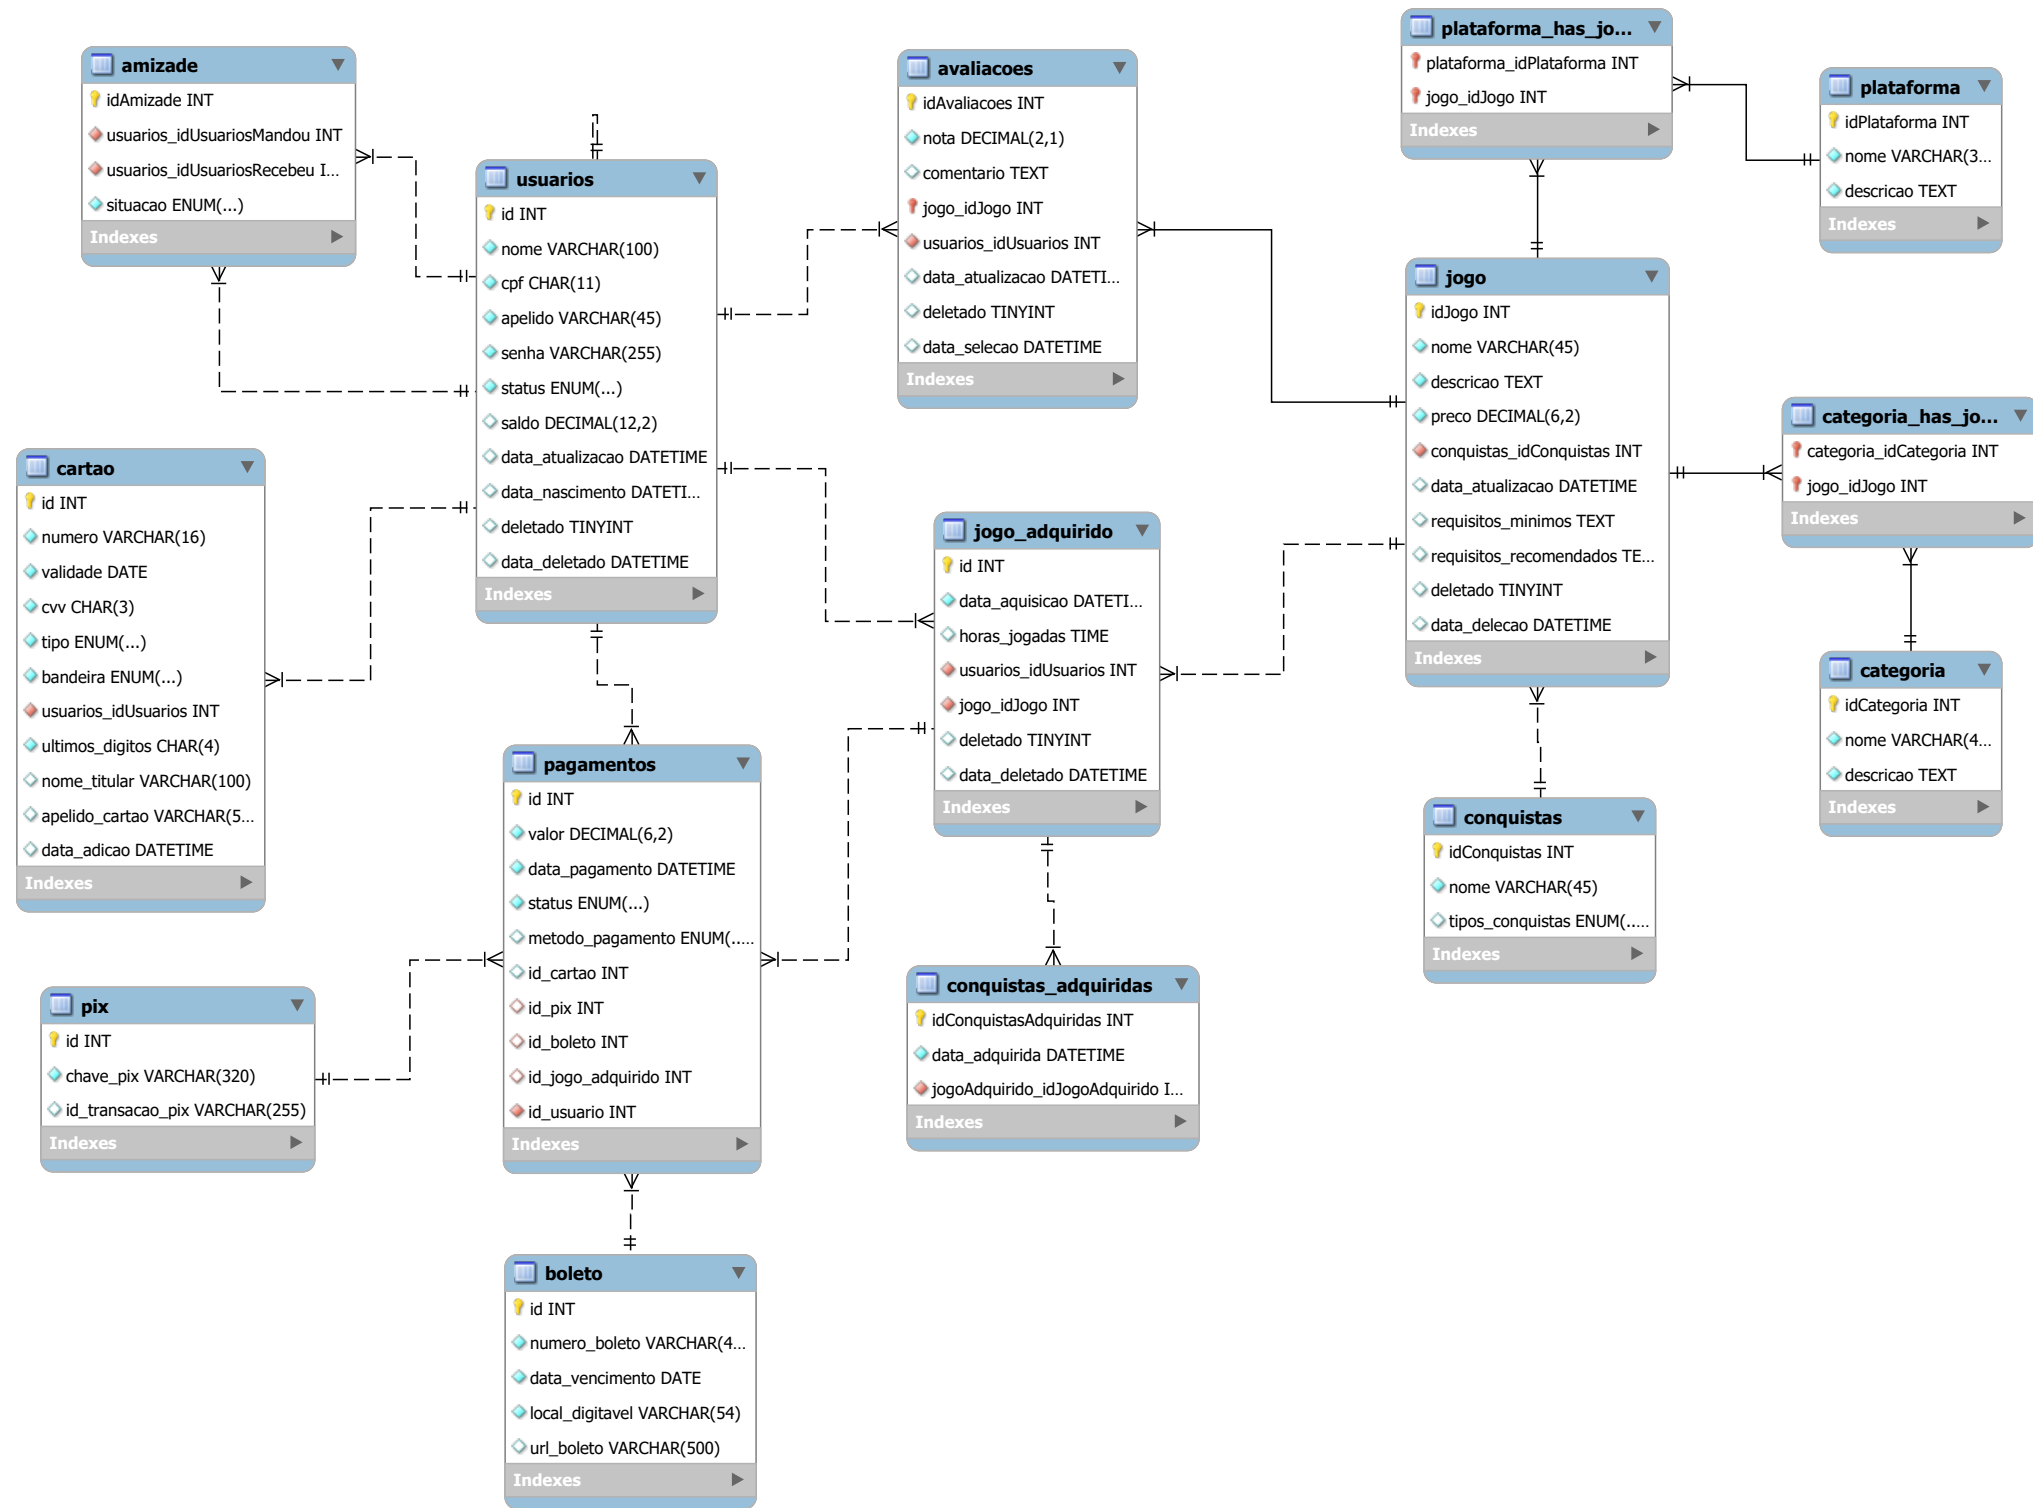 amizade
idAmizade INT
usuarios_idUsuariosMandou INT
usuarios_idUsuariosRecebeu I...
situacao ENUM(...)
Indexes
usuarios
id INT
nome VARCHAR(100)
cpf CHAR(11)
apelido VARCHAR(45)
senha VARCHAR(255)
status ENUM(...)
saldo DECIMAL(12,2)
data_atualizacao DATETIME
data_nascimento DATETI...
deletado TINYINT
data_deletado DATETIME
Indexes
avaliacoes
idAvaliacoes INT
nota DECIMAL(2,1)
comentario TEXT
jogo_idJogo INT
usuarios_idUsuarios INT
data_atualizacao DATETI...
deletado TINYINT
data_selecao DATETIME
Indexes
plataforma_has_jo...
plataforma_idPlataforma INT
jogo_idJogo INT
Indexes
plataforma
idPlataforma INT
nome VARCHAR(3...
descricao TEXT
Indexes
jogo
idJogo INT
nome VARCHAR(45)
descricao TEXT
preco DECIMAL(6,2)
conquistas_idConquistas INT
data_atualizacao DATETIME
requisitos_minimos TEXT
requisitos_recomendados TE...
deletado TINYINT
data_delecao DATETIME
Indexes
categoria_has_jo...
categoria_idCategoria INT
jogo_idJogo INT
Indexes
cartao
id INT
numero VARCHAR(16)
validade DATE
cvv CHAR(3)
tipo ENUM(...)
bandeira ENUM(...)
usuarios_idUsuarios INT
ultimos_digitos CHAR(4)
nome_titular VARCHAR(100)
apelido_cartao VARCHAR(5...
data_adicao DATETIME
Indexes
jogo_adquirido
id INT
data_aquisicao DATETI...
horas_jogadas TIME
usuarios_idUsuarios INT
jogo_idJogo INT
deletado TINYINT
data_deletado DATETIME
Indexes
categoria
idCategoria INT
nome VARCHAR(4...
descricao TEXT
Indexes
pagamentos
id INT
valor DECIMAL(6,2)
data_pagamento DATETIME
status ENUM(...)
metodo_pagamento ENUM(.....
id_cartao INT
id_pix INT
id_boleto INT
id_jogo_adquirido INT
id_usuario INT
Indexes
conquistas
idConquistas INT
nome VARCHAR(45)
tipos_conquistas ENUM(.....
Indexes
conquistas_adquiridas
idConquistasAdquiridas INT
data_adquirida DATETIME
jogoAdquirido_idJogoAdquirido I...
Indexes
pix
id INT
chave_pix VARCHAR(320)
id_transacao_pix VARCHAR(255)
Indexes
boleto
id INT
numero_boleto VARCHAR(4...
data_vencimento DATE
local_digitavel VARCHAR(54)
url_boleto VARCHAR(500)
Indexes